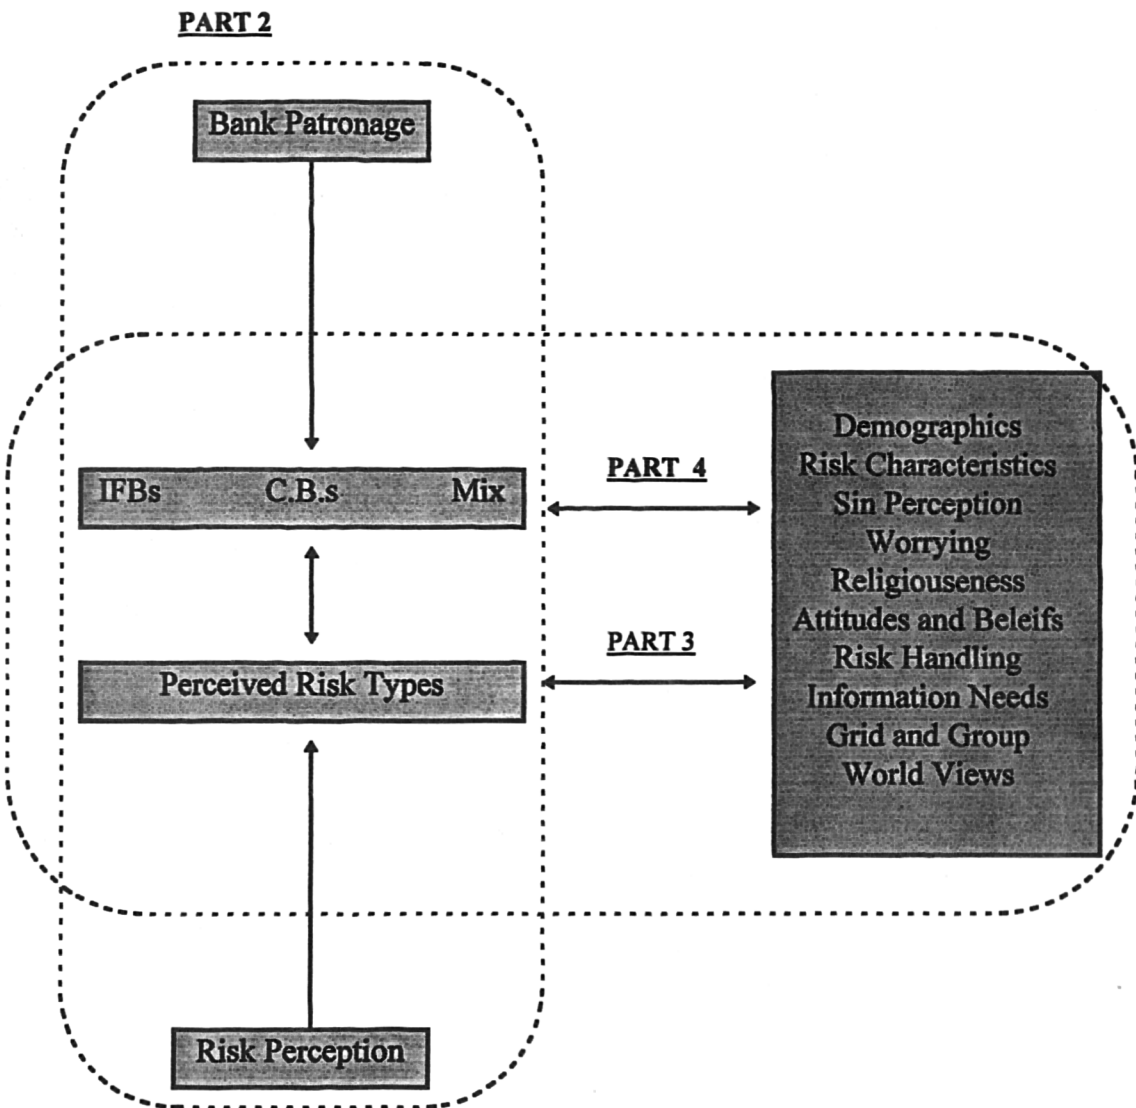 PART 2
Bank Patronage
IFBs C.B.s Mix
PART 4
PART 3
Perceived Risk Types
Risk Perception
Demographics
Risk Characteristics
Sin Perception
Worrying
Religiouseness
Attitudes and Beleifs
Risk Handling
Information Needs
Grid and Group
World Views